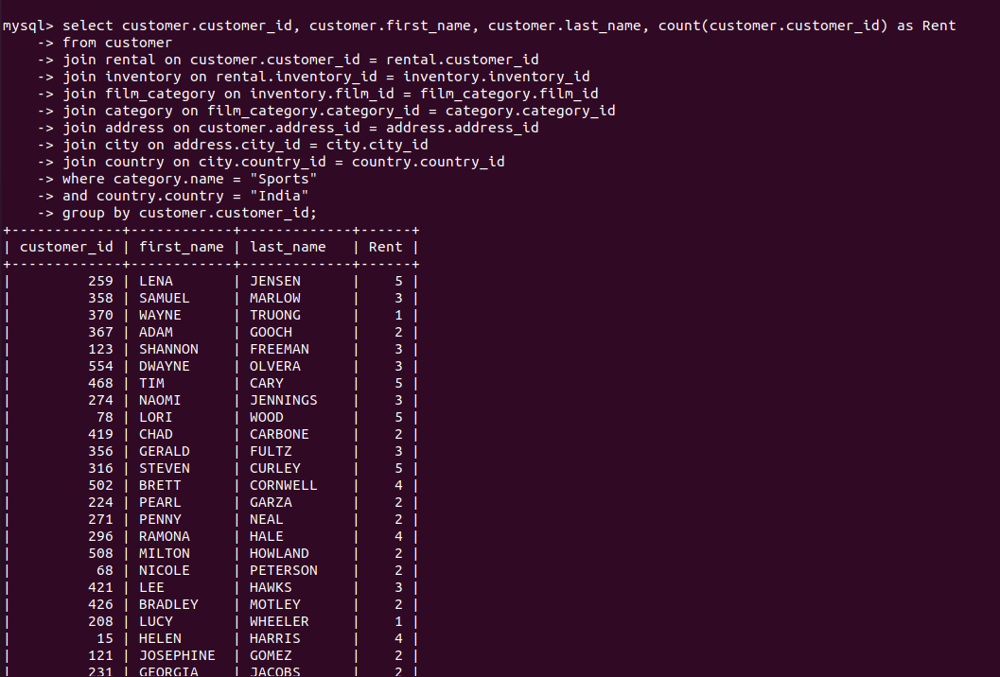 mysql> select customer.customer_id, customer.first_name, customer.last_name, count(customer.customer_id) as Rent
    -> from customer
    -> join rental on customer.customer_id = rental.customer_id
    -> join inventory on rental.inventory_id = inventory.inventory_id
    -> join film_category on inventory.film_id = film_category.film_id
    -> join category on film_category.category_id = category.category_id
    -> join address on customer.address_id = address.address_id
    -> join city on address.city_id = city.city_id
    -> join country on city.country_id = country.country_id
    -> where category.name = "Sports"
    -> and country.country = "India"
    -> group by customer.customer_id;
+-------------+------------+-------------+------+
| customer_id | first_name | last_name   | Rent |
+-------------+------------+-------------+------+
|         259 | LENA       | JENSEN      |    5 |
|         358 | SAMUEL     | MARLOW      |    3 |
|         370 | WAYNE      | TRUONG      |    1 |
|         367 | ADAM       | GOOCH       |    2 |
|         123 | SHANNON    | FREEMAN     |    3 |
|         554 | DWAYNE     | OLVERA      |    3 |
|         468 | TIM        | CARY        |    5 |
|         274 | NAOMI      | JENNINGS    |    3 |
|          78 | LORI       | WOOD        |    5 |
|         419 | CHAD       | CARBONE     |    2 |
|         356 | GERALD     | FULTZ       |    3 |
|         316 | STEVEN     | CURLEY      |    5 |
|         502 | BRETT      | CORNWELL    |    4 |
|         224 | PEARL      | GARZA       |    2 |
|         271 | PENNY      | NEAL        |    2 |
|         296 | RAMONA     | HALE        |    4 |
|         508 | MILTON     | HOWLAND     |    2 |
|          68 | NICOLE     | PETERSON    |    2 |
|         421 | LEE        | HAWKS       |    3 |
|         426 | BRADLEY    | MOTLEY      |    2 |
|         208 | LUCY       | WHEELER     |    1 |
|          15 | HELEN      | HARRIS      |    4 |
|         121 | JOSEPHINE  | GOMEZ       |    2 |
|         231 | GEORGIA    | JACOBS      |    2 |